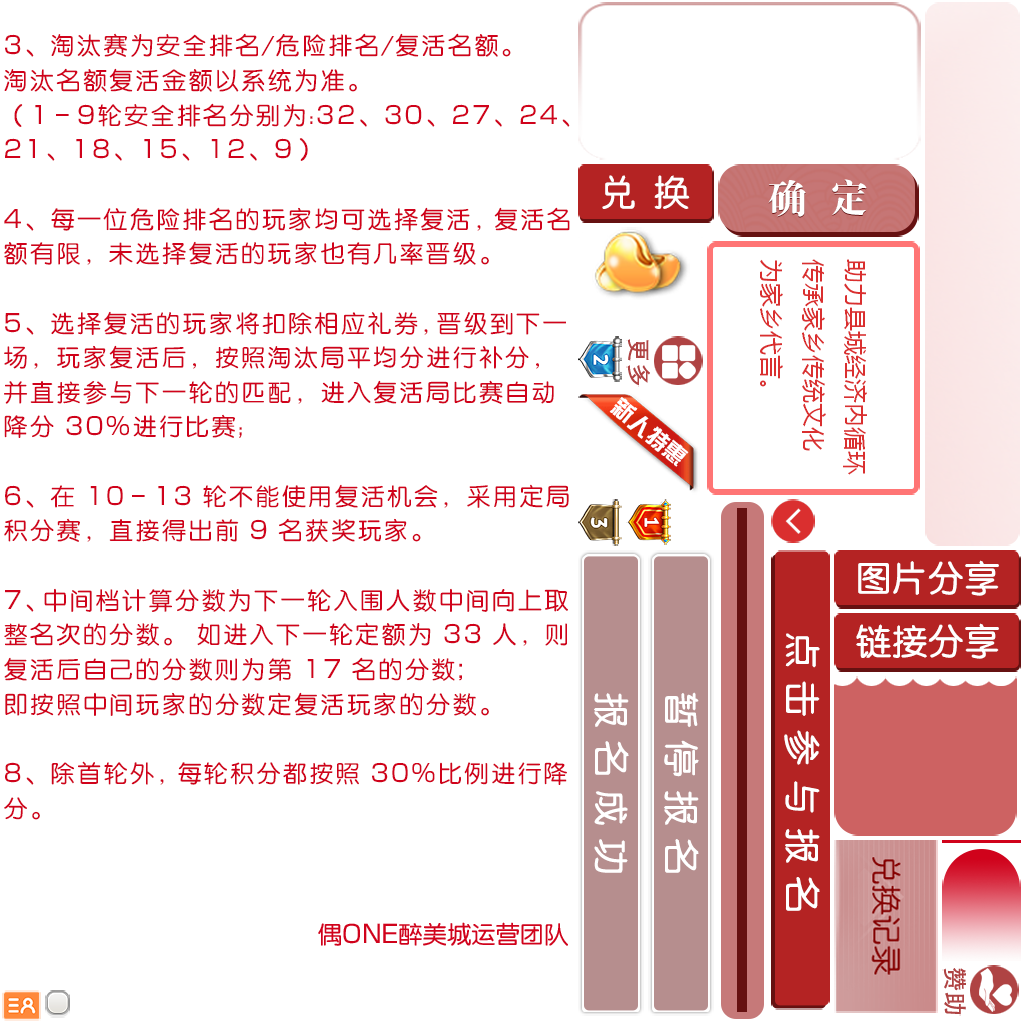 3、淘汰赛为安全排名/危险排名/复活名额。
淘汰名额复活金额以系统为准。
（1－9轮安全排名分别为:32、30、27、24、
21、18、15、12、9）
4、每一位危险排名的玩家均可选择复活，复活名
额有限，未选择复活的玩家也有几率晋级。
5、选择复活的玩家将扣除相应礼券，晋级到下一
场，玩家复活后，按照淘汰局平均分进行补分，
并直接参与下一轮的匹配，进入复活局比赛自动
降分 30%进行比赛;
6、在 10－13 轮不能使用复活机会，采用定局
积分赛，直接得出前 9 名获奖玩家。
7、中间档计算分数为下一轮入围人数中间向上取
整名次的分数。 如进入下一轮定额为 33 人，则
复活后自己的分数则为第 17 名的分数;
即按照中间玩家的分数定复活玩家的分数。
8、除首轮外，每轮积分都按照 30%比例进行降
分。
偶ONE醉美城运营团队
兑 换
确 定
助力县城经济内循环
传承家乡传统文化
为家乡代言。
2
更多
新人特惠
3
1
图片分享
链接分享
点击参与报名
暂停报名
报名成功
兑换记录
赞助